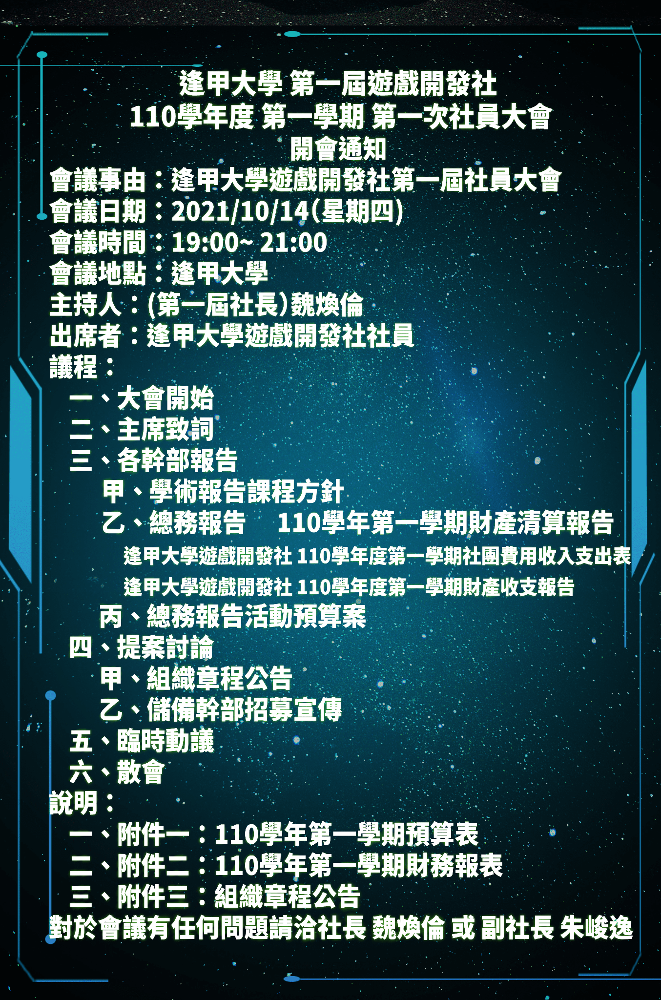 逢甲大學 第一屆遊戲開發社
110學年度 第一學期 第一次社員大會
開會通知
會議事由：逢甲大學遊戲開發社第一屆社員大會
會議日期：2021/10/14(星期四)
會議時間：19:00~ 21:00
會議地點：逢甲大學
主持人：(第一屆社長)魏煥倫
出席者：逢甲大學遊戲開發社社員
議程：
一、大會開始
二、主席致詞
三、各幹部報告
甲、學術報告課程方針
乙、總務報告 110學年第一學期財產清算報告
逢甲大學遊戲開發社 110學年度第一學期社團費用收入支出表
逢甲大學遊戲開發社 110學年度第一學期財產收支報告
丙、總務報告活動預算案
四、提案討論
甲、組織章程公告
乙、儲備幹部招募宣傳
五、臨時動議
六、散會
說明：
一、附件一：110學年第一學期預算表
二、附件二：110學年第一學期財務報表
三、附件三：組織章程公告
對於會議有任何問題請洽社長 魏煥倫 或 副社長 朱峻逸